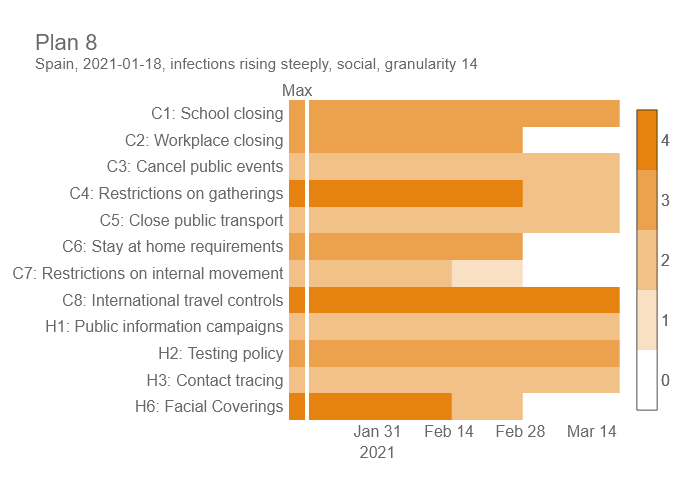 Plan 8
Spain, 2021-01-18, infections rising steeply, social, granularity 14
Max
C1: School closing
C2: Workplace closing
C3: Cancel public events
C4: Restrictions on gatherings
C5: Close public transport
C6: Stay at home requirements
C7: Restrictions on internal movement
C8: International travel controls
H1: Public information campaigns
H2: Testing policy
H3: Contact tracing
H6: Facial Coverings
Jan 31 Feb 14 Feb 28 Mar 14
2021
4
3
2
1
0